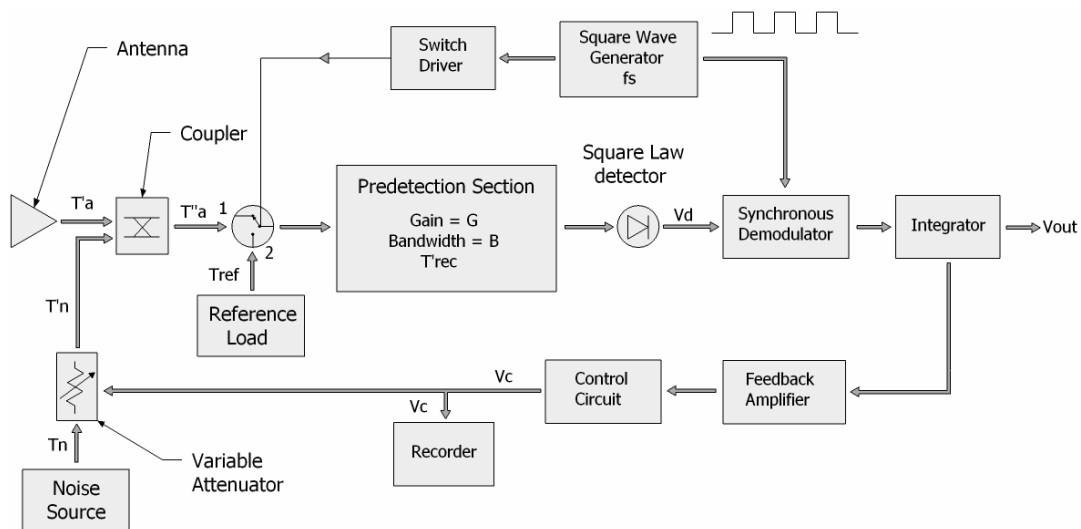 Antenna
Coupler
Switch
Driver
Square Wave
Generator
fs
Square Law
detector
T'a
T"a
1
2
Tref
Reference
Load
Predetection Section
Gain = G
Bandwidth = B
T'rec
Vd
Synchronous
Demodulator
Integrator
Vout
T'n
Vc
Vc
Control
Circuit
Feedback
Amplifier
Recorder
Tn
Variable
Attenuator
Noise
Source